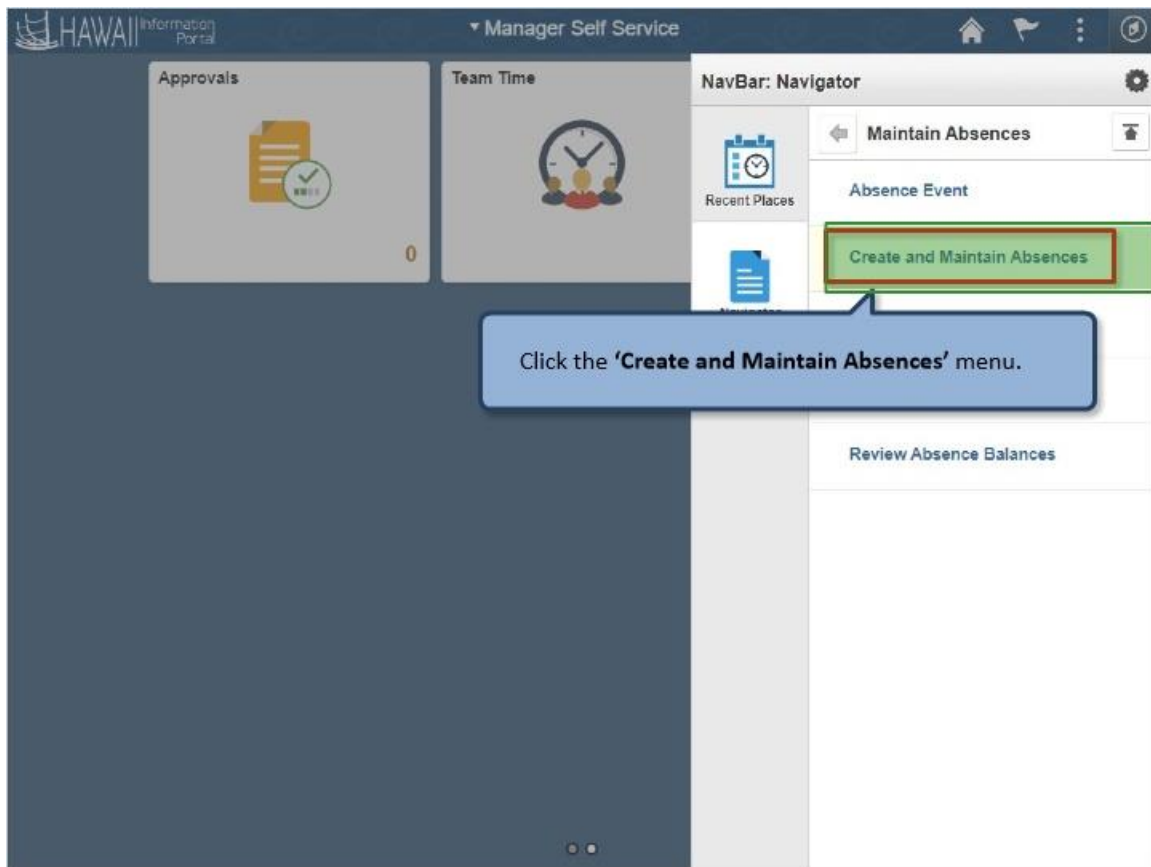 HAWAII Information Portal
Manager Self Service
Approvals
0
Team Time
NavBar: Navigator
Recent Places
Maintain Absences
Absence Event
Create and Maintain Absences
Click the ‘Create and Maintain Absences’ menu.
Review Absence Balances